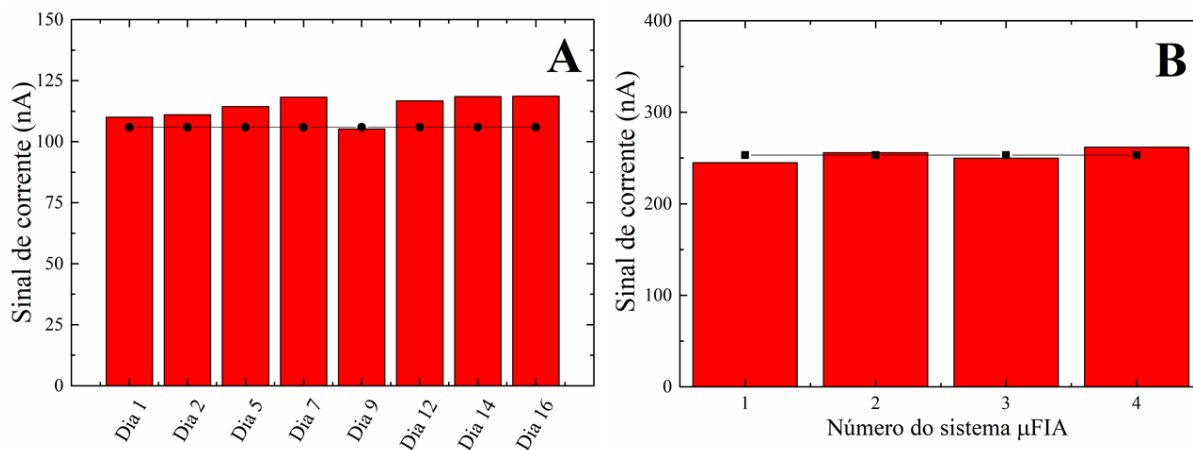 A
Sinal de corrente (nA)
150
125
100
75
50
25
0
Dia 1
Dia 2
Dia 5
Dia 7
Dia 9
Dia 12
Dia 14
Dia 16
B
Sinal de corrente (nA)
400
300
200
100
0
1 2 3 4
Número do sistema μFIA